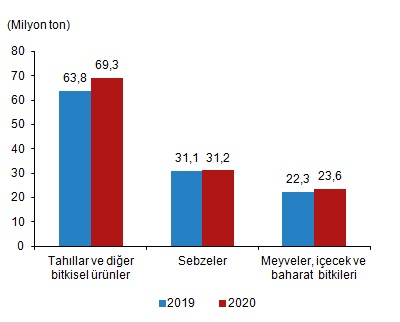 (Milyon ton)
80
70
60
50
40
30
20
10
0
63,8
69,3
31,1
31,2
22,3
23,6
Tahıllar ve diğer
bitkisel ürünler
Sebzeler
Meyveler, içecek ve
baharat bitkileri
2019
2020